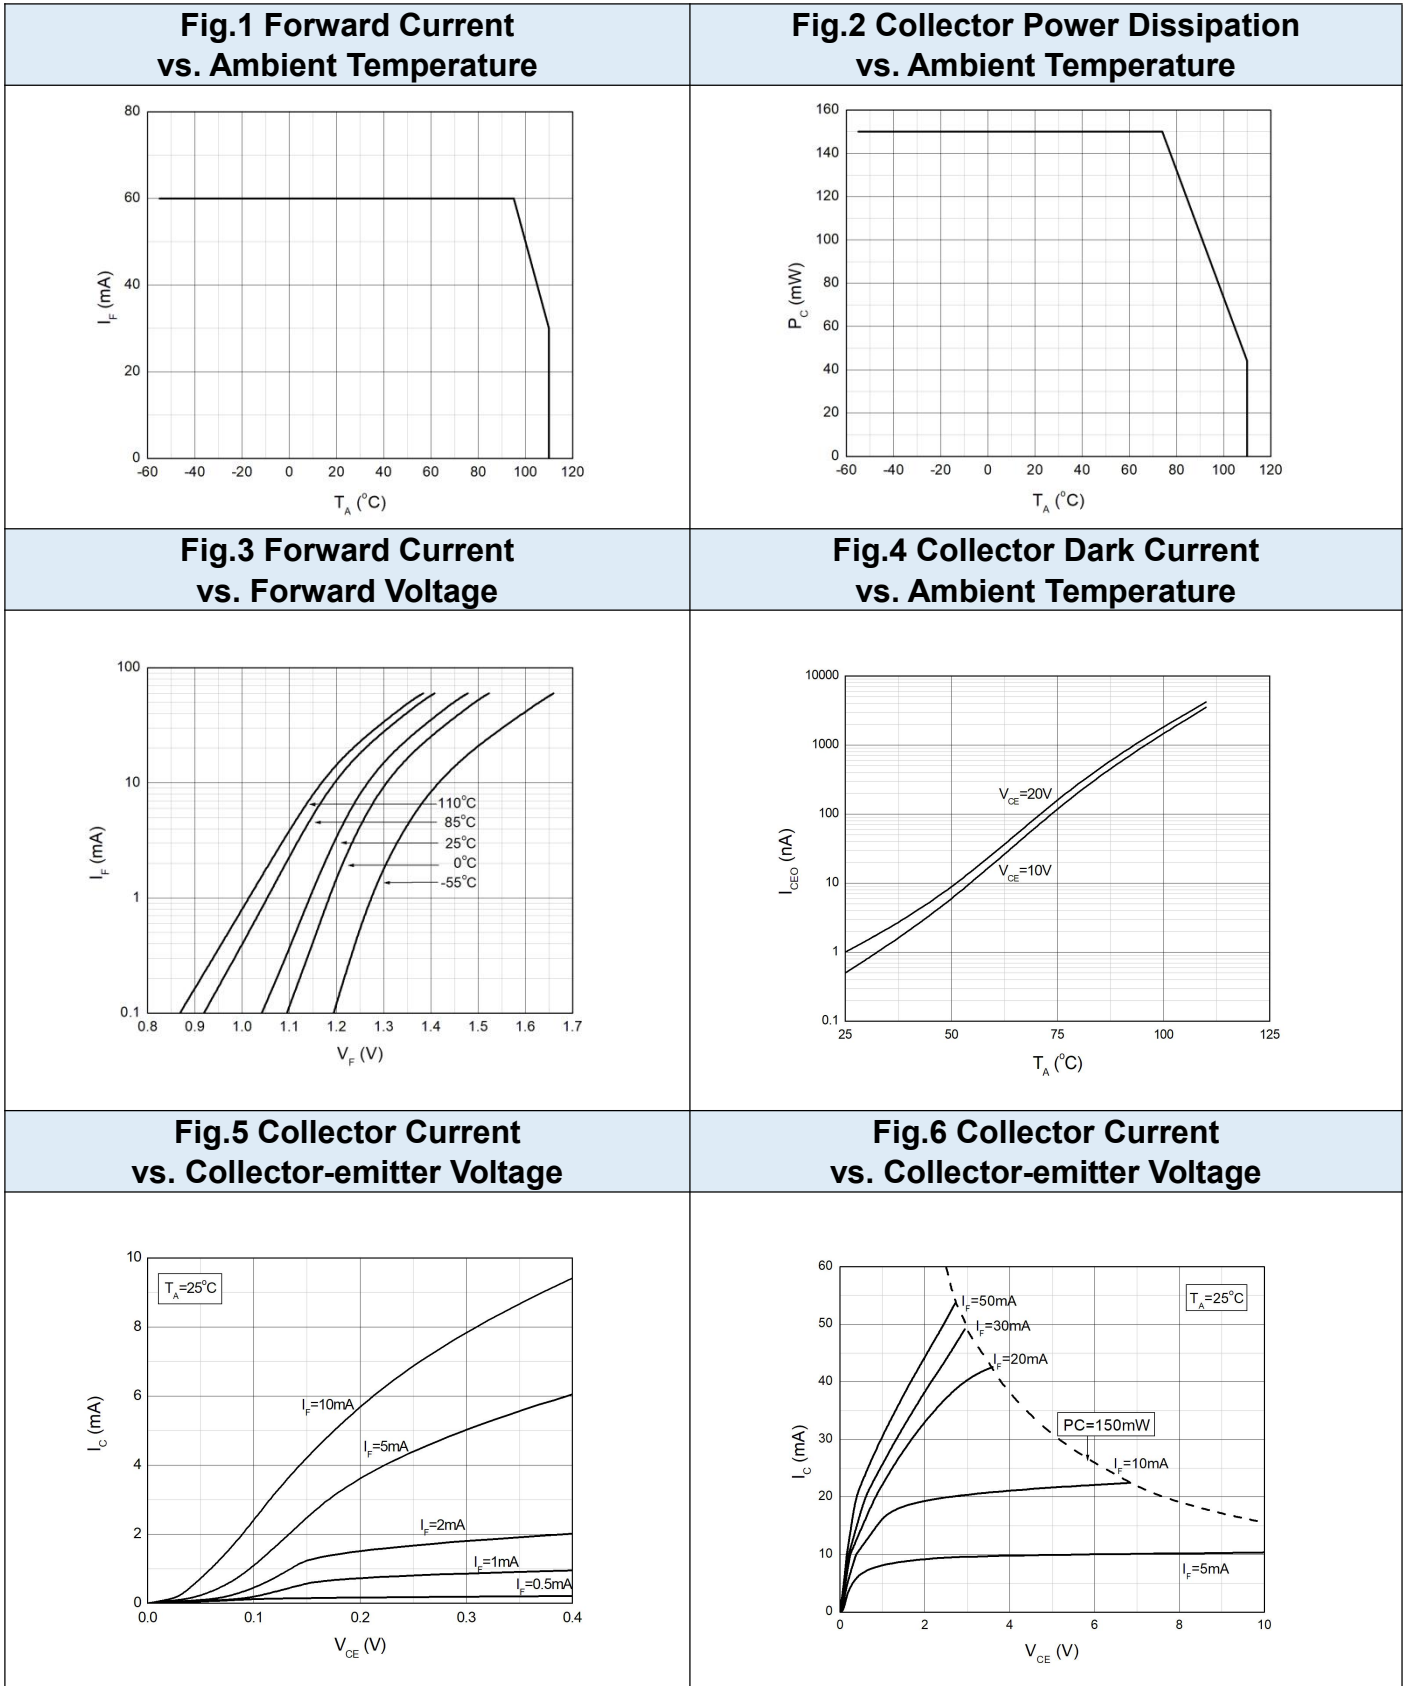 Fig.1 Forward Current
vs. Ambient Temperature
Fig.2 Collector Power Dissipation
vs. Ambient Temperature
80
60
40
20
0
-60 -40 -20 0 20 40 60 80 100 120
I_F (mA)
T_A (°C)
160
140
120
100
80
60
40
20
0
-60 -40 -20 0 20 40 60 80 100 120
P_C (mW)
T_A (°C)
Fig.3 Forward Current
vs. Forward Voltage
Fig.4 Collector Dark Current
vs. Ambient Temperature
100
10
1
0.1
0.8 0.9 1.0 1.1 1.2 1.3 1.4 1.5 1.6 1.7
I_F (mA)
V_F (V)
110°C
85°C
25°C
0°C
-55°C
10000
1000
100
10
1
0.1
25 50 75 100 125
I_CEO (nA)
T_A (°C)
V_CE=20V
V_CE=10V
Fig.5 Collector Current
vs. Collector-emitter Voltage
Fig.6 Collector Current
vs. Collector-emitter Voltage
10
8
6
4
2
0
0.0 0.1 0.2 0.3 0.4
I_C (mA)
V_CE (V)
T_A=25°C
I_F=10mA
I_F=5mA
I_F=2mA
I_F=1mA
I_F=0.5mA
60
50
40
30
20
10
0
0 2 4 6 8 10
I_C (mA)
V_CE (V)
T_A=25°C
I_F=50mA
I_F=30mA
I_F=20mA
PC=150mW
I_F=10mA
I_F=5mA